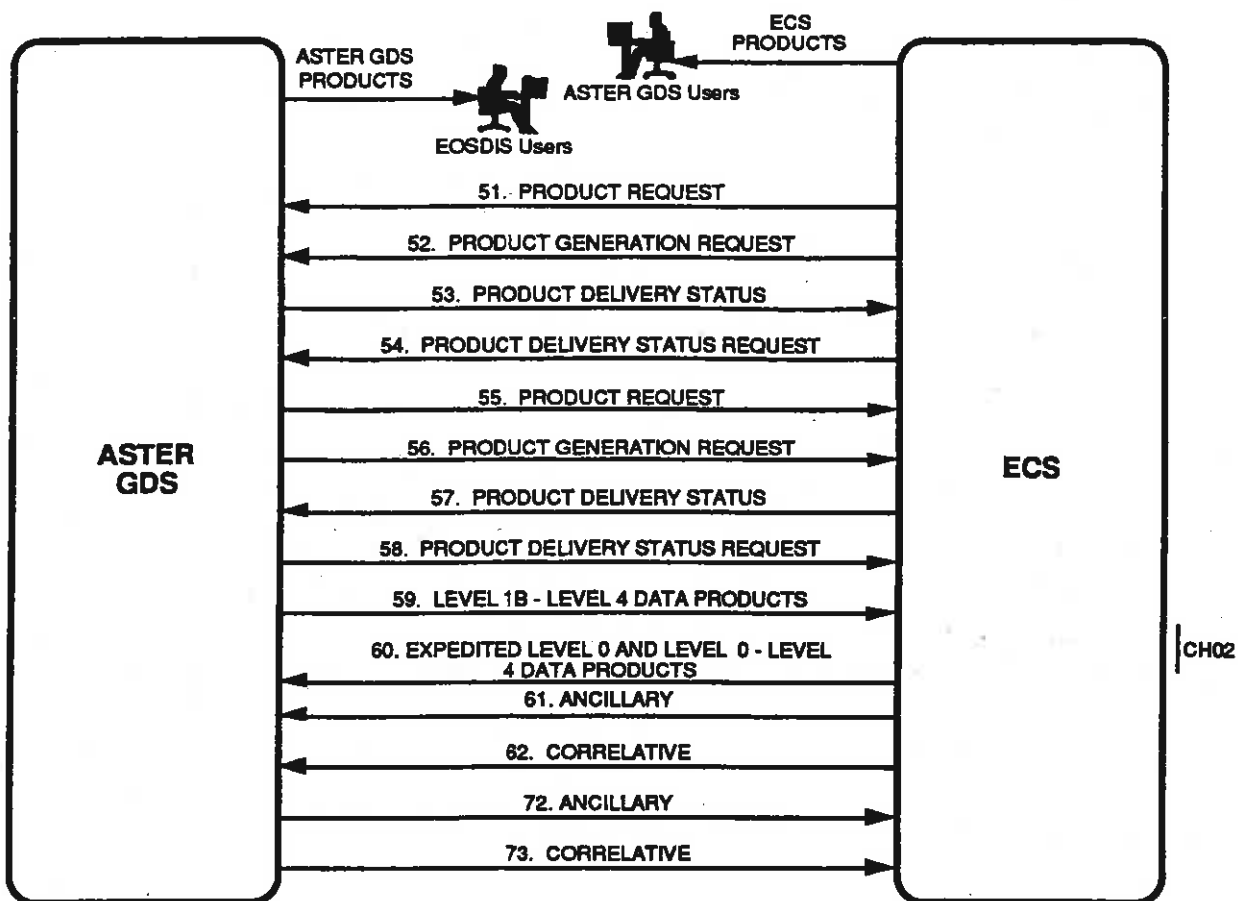 ECS
PRODUCTS
ASTER GDS
PRODUCTS
ASTER GDS Users
EOSDIS Users
51. PRODUCT REQUEST
52. PRODUCT GENERATION REQUEST
53. PRODUCT DELIVERY STATUS
54. PRODUCT DELIVERY STATUS REQUEST
55. PRODUCT REQUEST
56. PRODUCT GENERATION REQUEST
57. PRODUCT DELIVERY STATUS
58. PRODUCT DELIVERY STATUS REQUEST
59. LEVEL 1B - LEVEL 4 DATA PRODUCTS
60. EXPEDITED LEVEL 0 AND LEVEL 0 - LEVEL
4 DATA PRODUCTS
61. ANCILLARY
62. CORRELATIVE
72. ANCILLARY
73. CORRELATIVE
ASTER
GDS
ECS
CH02